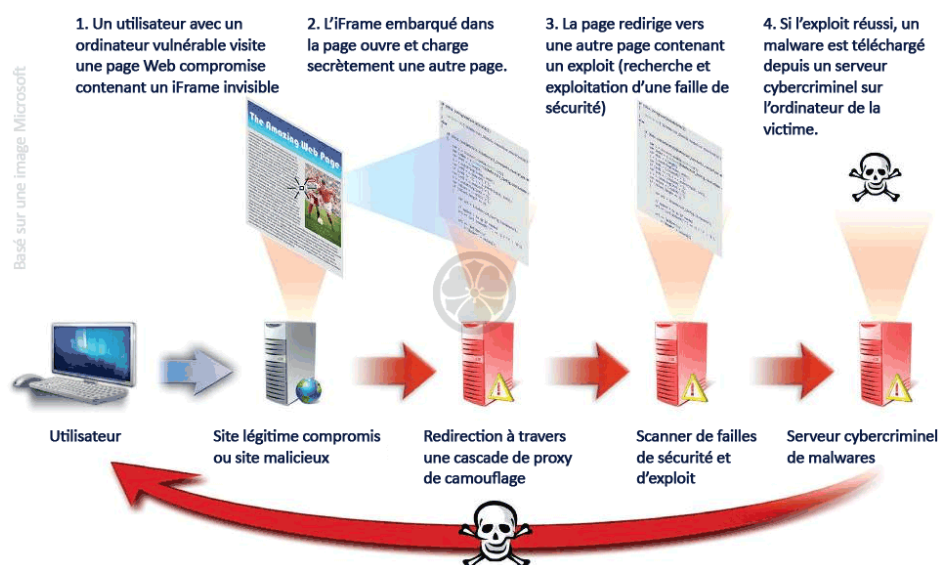 1. Un utilisateur avec un
ordinateur vulnérable visite
une page Web compromise
contenant un iFrame invisible
2. L’iFrame embarqué dans
la page ouvre et charge
secrètement une autre page.
3. La page redirige vers
une autre page contenant
un exploit (recherche et
exploitation d’une faille de
sécurité)
4. Si l’exploit réussi, un
malware est téléchargé
depuis un serveur
cybercriminel sur
l’ordinateur de la
victime.
Basé sur une image Microsoft
The Amazing Web Page
Utilisateur
Site légitime compromis
ou site malicieux
Redirection à travers
une cascade de proxy
de camouflage
Scanner de failles
de sécurité et
d’exploit
Serveur cybercriminel
de malwares